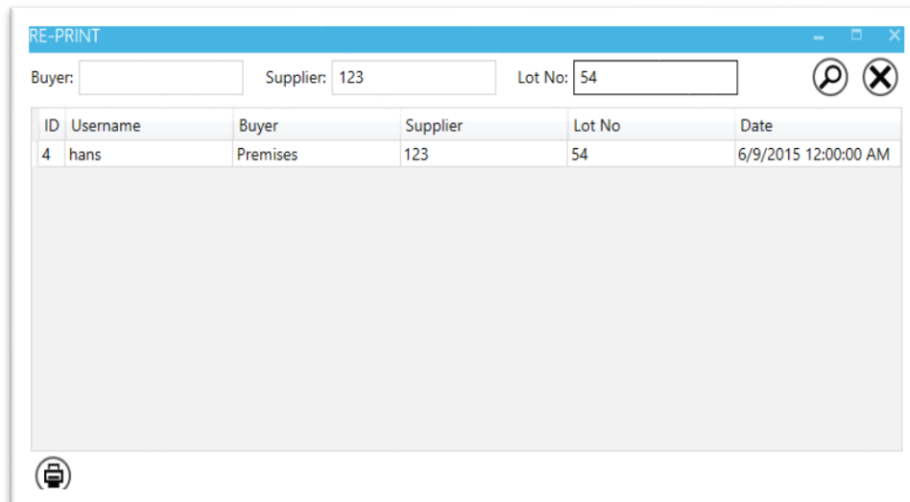 RE-PRINT
Buyer: Supplier: 123 Lot No: 54
ID Username Buyer Supplier Lot No Date
4 hans Premises 123 54 6/9/2015 12:00:00 AM